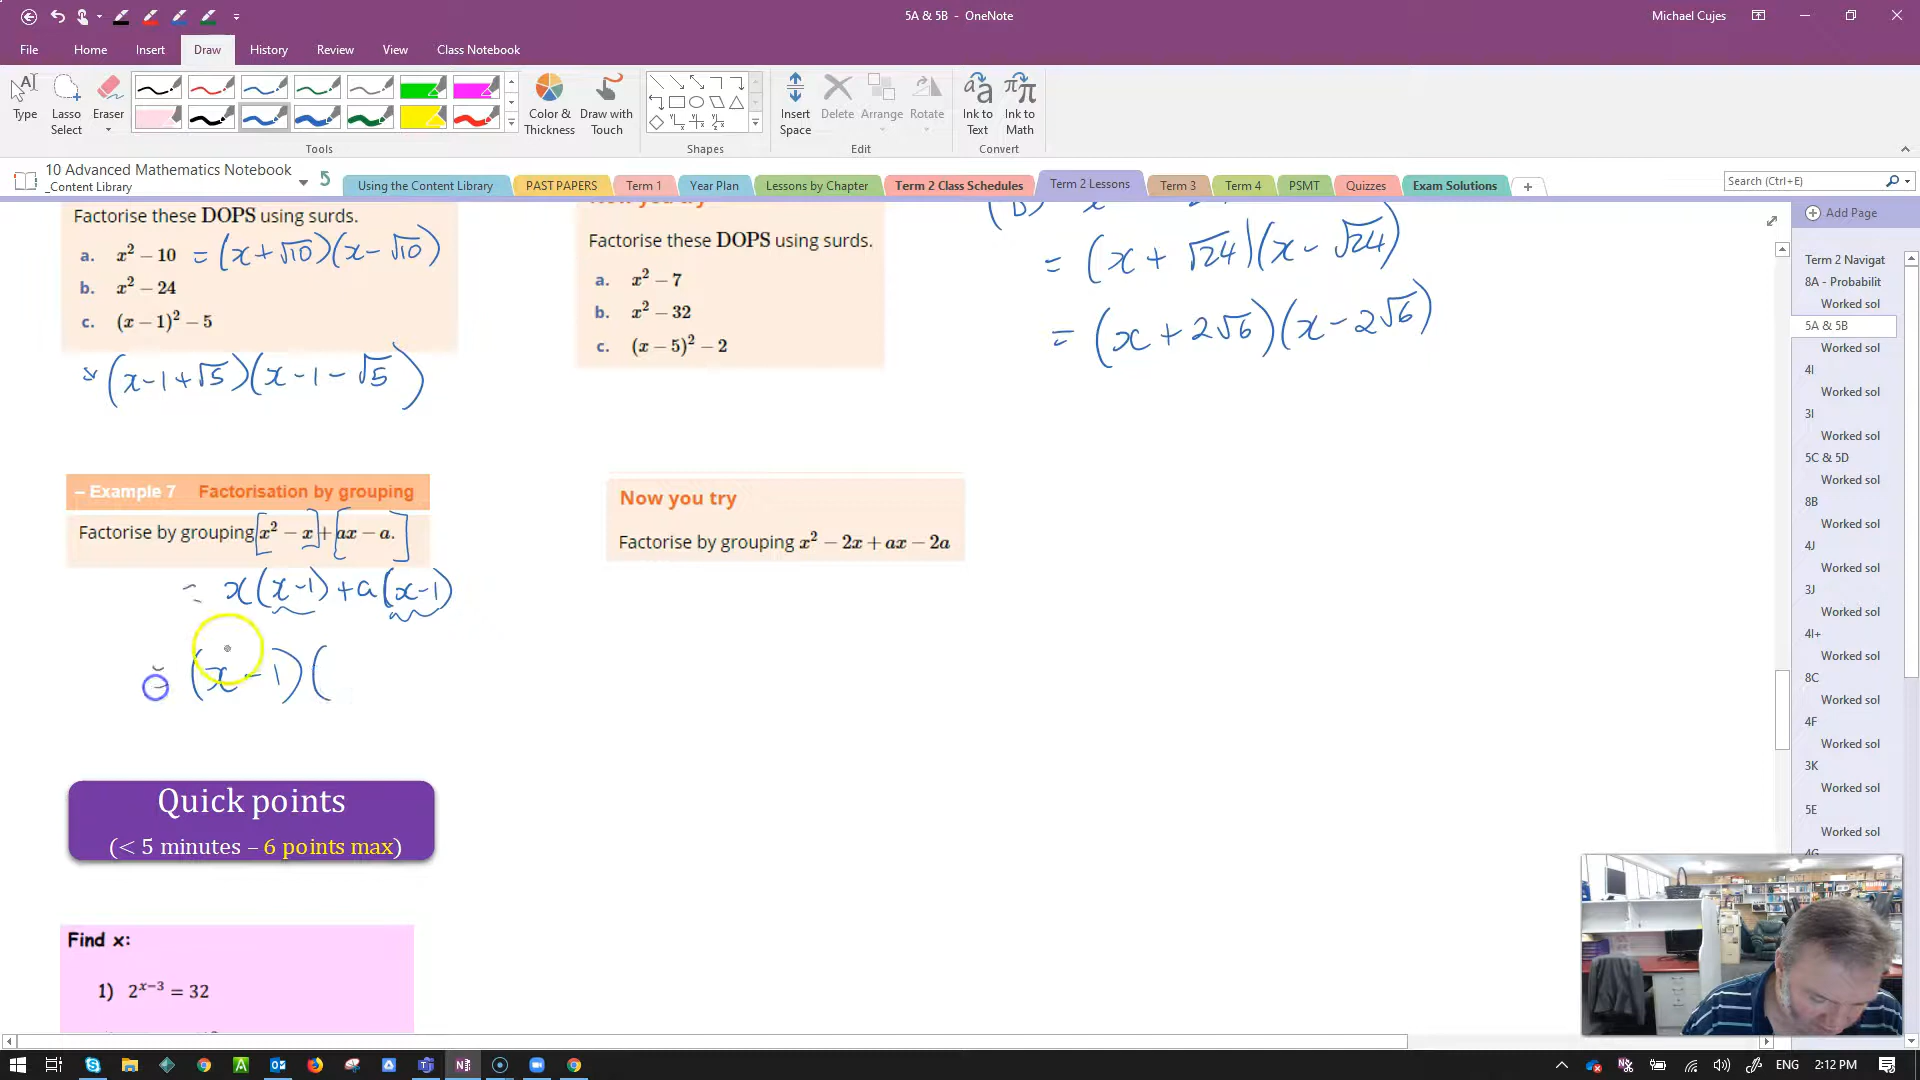 5A & 5B - OneNote
Michael Cujes
File Home Insert Draw History Review View Class Notebook
Type
Lasso Select
Eraser
Color & Thickness
Draw with Touch
Insert Space
Delete
Arrange
Rotate
Ink to Text
Ink to Math
Tools
Shapes
Edit
Convert
10 Advanced Mathematics Notebook
_Content Library
Using the Content Library PAST PAPERS Term 1 Year Plan Lessons by Chapter Term 2 Class Schedules Term 2 Lessons Term 3 Term 4 PSMT Quizzes Exam Solutions
Search (Ctrl+E)
Factorise these DOPS using surds.
a. x² − 10 = (x+√10)(x−√10)
b. x² − 24
c. (x − 1)² − 5
(x−1+√5)(x−1−√5)
Factorise these DOPS using surds.
a. x² − 7
b. x² − 32
c. (x − 5)² − 2
= (x + √24)(x − √24)
= (x + 2√6)(x − 2√6)
– Example 7 Factorisation by grouping
Factorise by grouping [x² − x] + [ax − a.]
= x(x−1)+a(x−1)
(x−1)(
Now you try
Factorise by grouping x² − 2x + ax − 2a
Quick points
(< 5 minutes – 6 points max)
Find x:
1) 2ˣ⁻³ = 32
Add Page
Term 2 Navigat
8A - Probabilit
Worked sol
5A & 5B
Worked sol
4I
Worked sol
3I
Worked sol
5C & 5D
Worked sol
8B
Worked sol
4J
Worked sol
3J
Worked sol
4I+
Worked sol
8C
Worked sol
4F
Worked sol
3K
Worked sol
5E
Worked sol
4G
ENG
2:12 PM